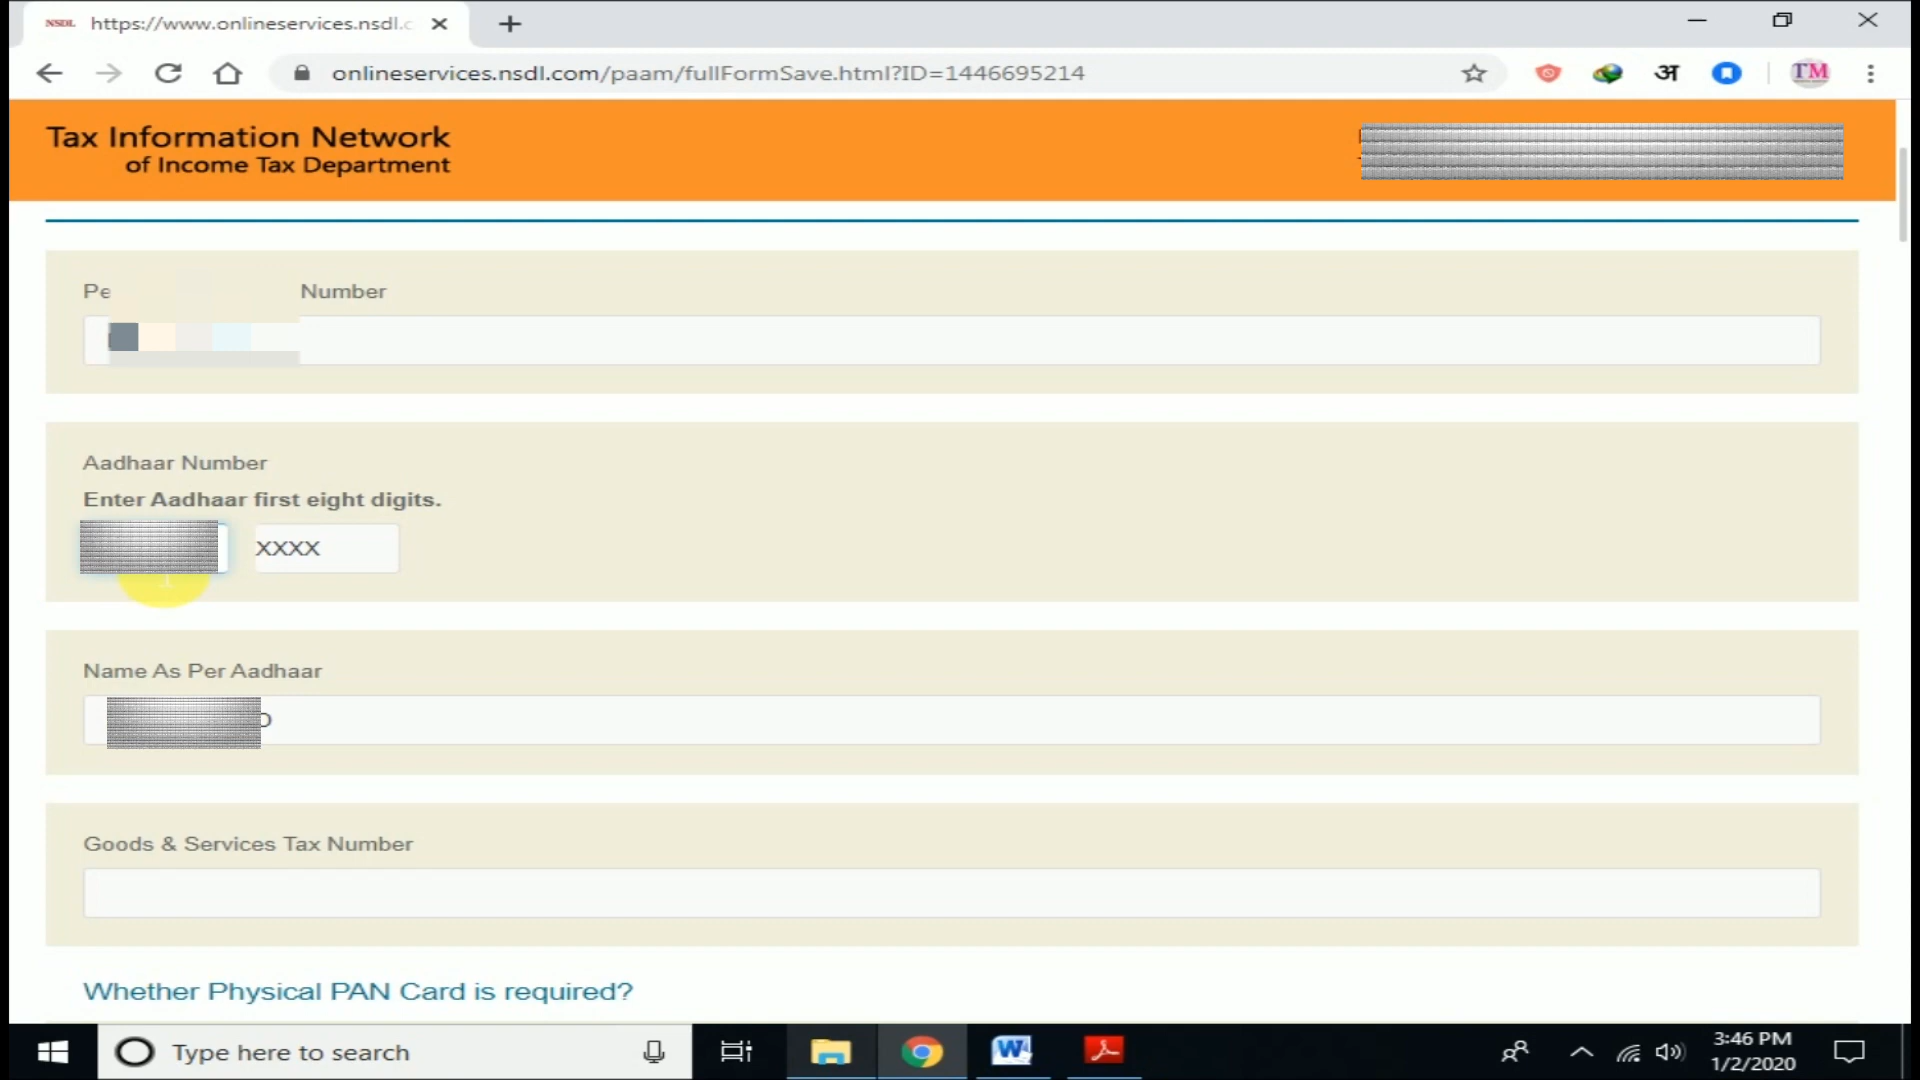 NSDL https://www.onlineservices.nsdl.c
onlineservices.nsdl.com/paam/fullFormSave.html?ID=1446695214
अ
TM
Tax Information Network
of Income Tax Department
Pe Number
Aadhaar Number
Enter Aadhaar first eight digits.
XXXX
Name As Per Aadhaar
Goods & Services Tax Number
Whether Physical PAN Card is required?
Type here to search
W
3:46 PM
1/2/2020